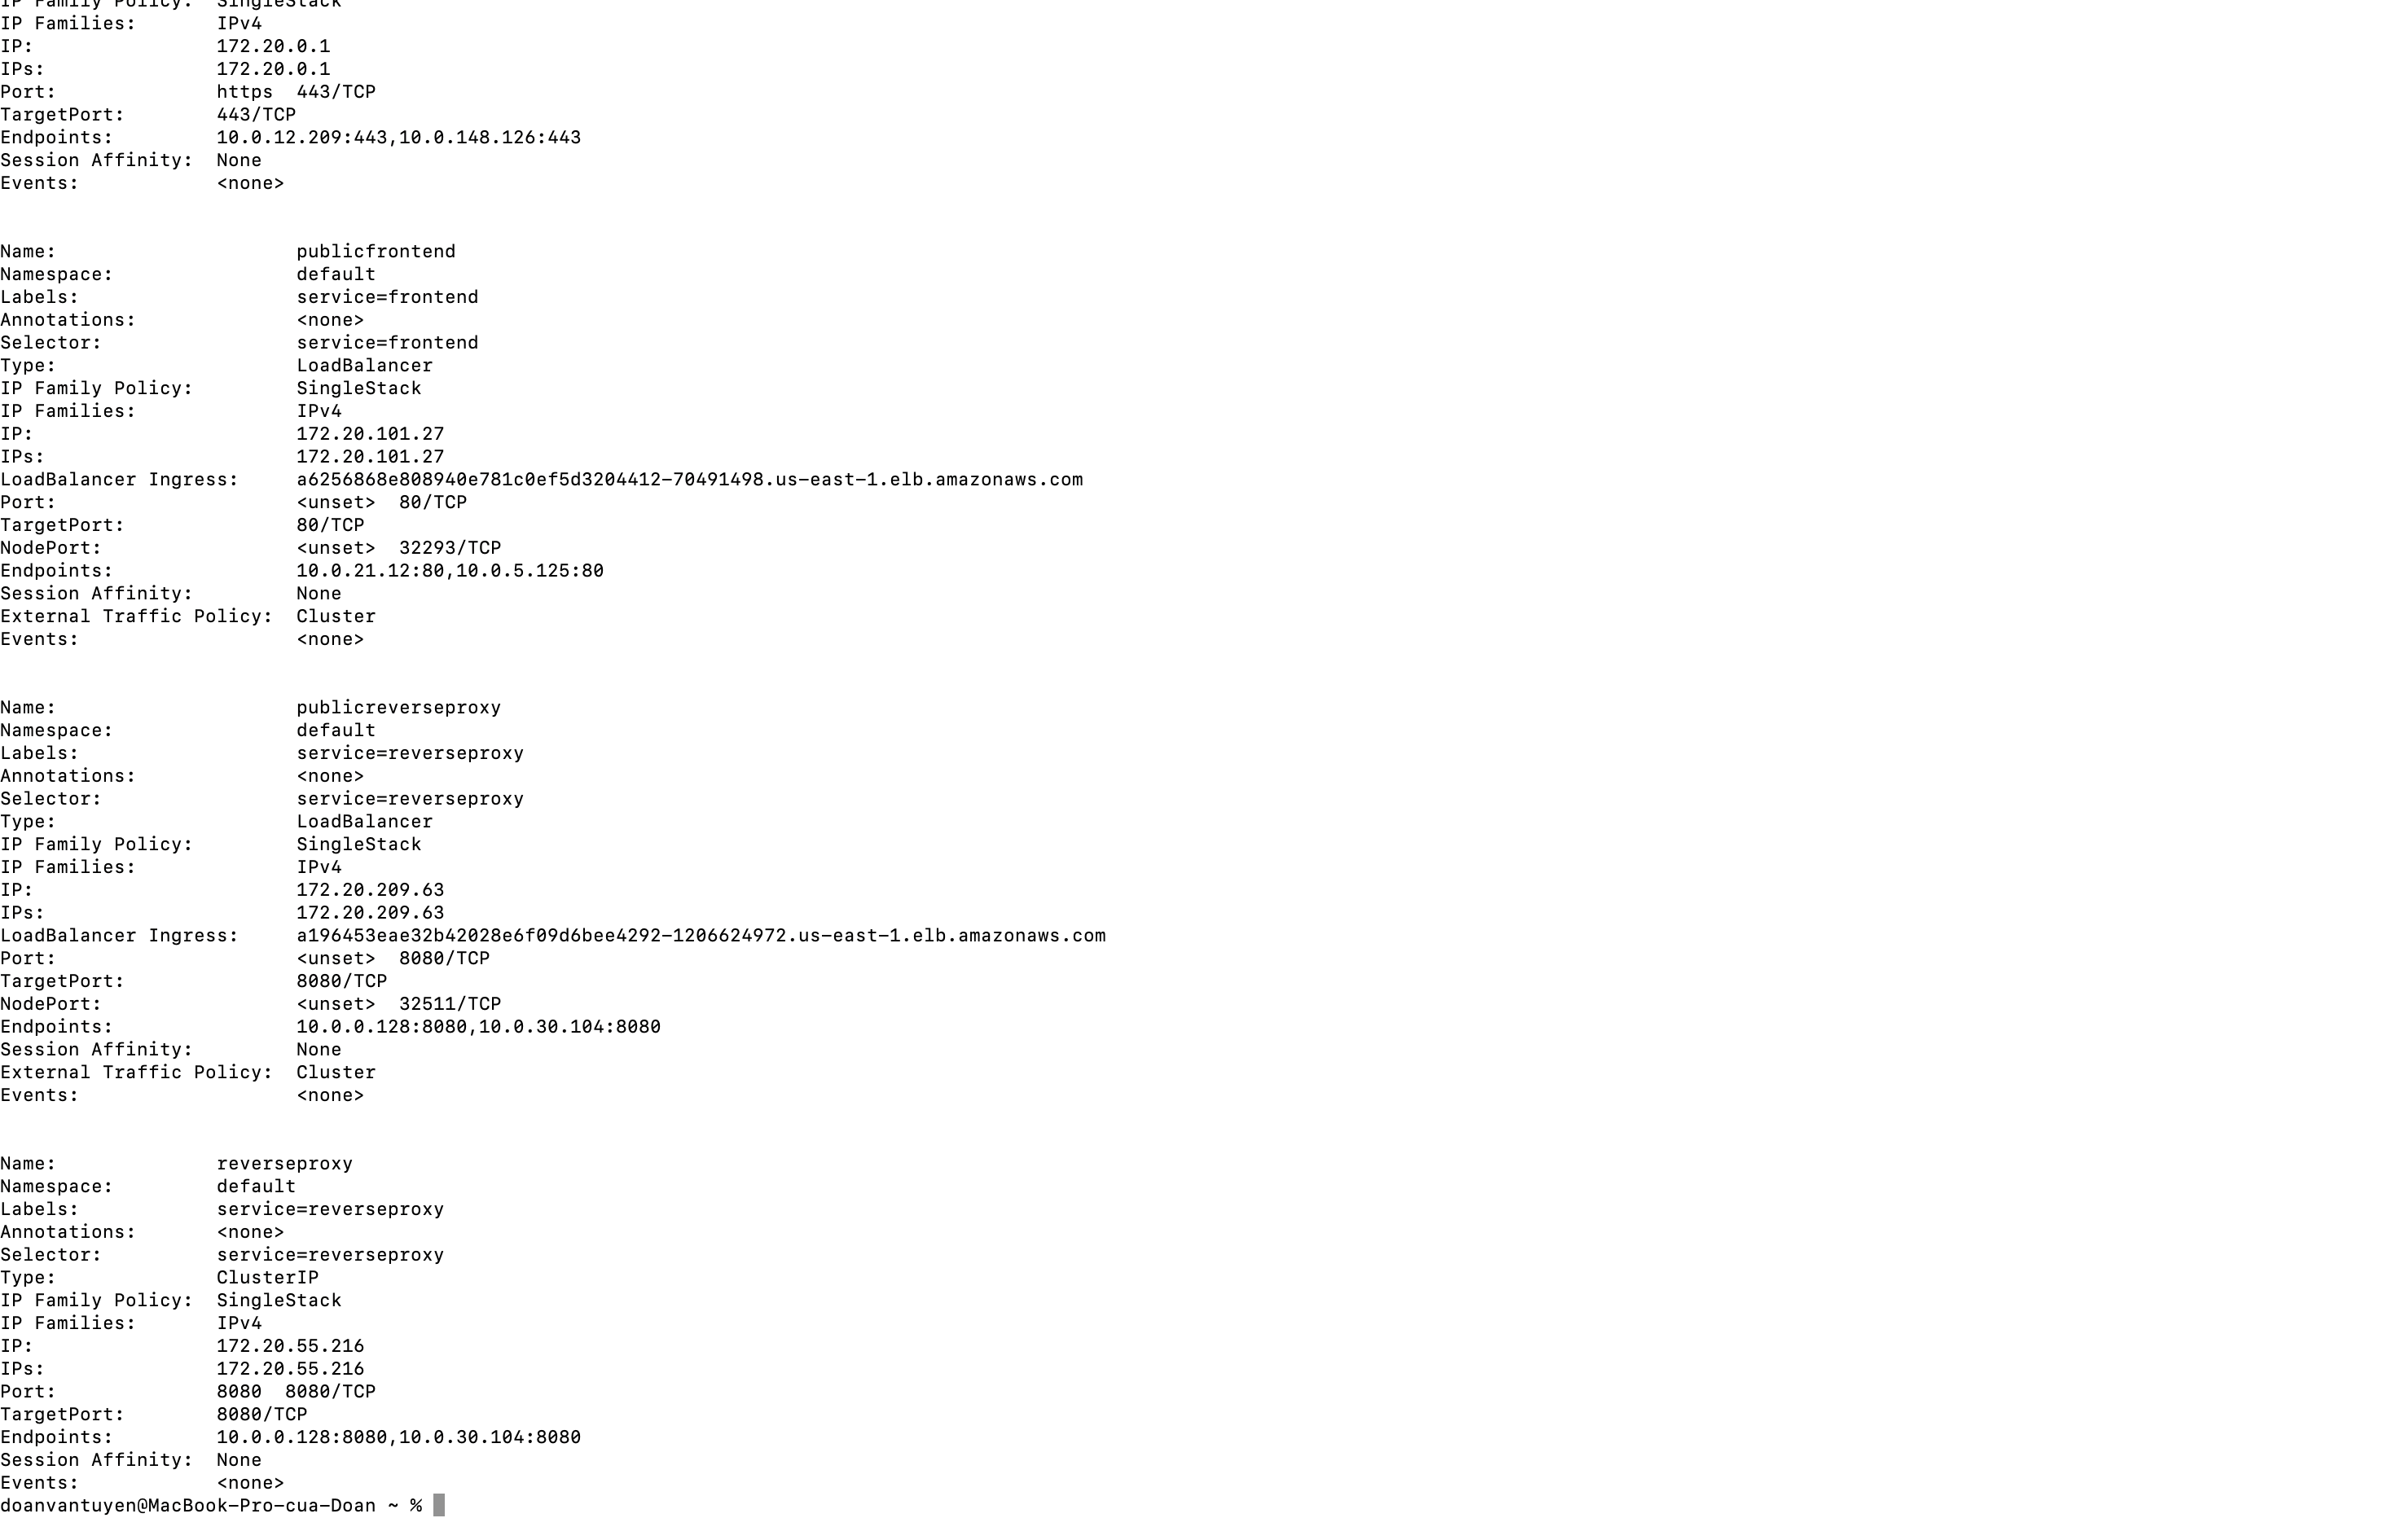 IP Family Policy:  SingleStack
IP Families:       IPv4
IP:                172.20.0.1
IPs:               172.20.0.1
Port:              https  443/TCP
TargetPort:        443/TCP
Endpoints:         10.0.12.209:443,10.0.148.126:443
Session Affinity:  None
Events:            <none>
Name:                     publicfrontend
Namespace:                default
Labels:                   service=frontend
Annotations:              <none>
Selector:                 service=frontend
Type:                     LoadBalancer
IP Family Policy:         SingleStack
IP Families:              IPv4
IP:                       172.20.101.27
IPs:                      172.20.101.27
LoadBalancer Ingress:     a6256868e808940e781c0ef5d3204412-70491498.us-east-1.elb.amazonaws.com
Port:                     <unset>  80/TCP
TargetPort:               80/TCP
NodePort:                 <unset>  32293/TCP
Endpoints:                10.0.21.12:80,10.0.5.125:80
Session Affinity:         None
External Traffic Policy:  Cluster
Events:                   <none>
Name:                     publicreverseproxy
Namespace:                default
Labels:                   service=reverseproxy
Annotations:              <none>
Selector:                 service=reverseproxy
Type:                     LoadBalancer
IP Family Policy:         SingleStack
IP Families:              IPv4
IP:                       172.20.209.63
IPs:                      172.20.209.63
LoadBalancer Ingress:     a196453eae32b42028e6f09d6bee4292-1206624972.us-east-1.elb.amazonaws.com
Port:                     <unset>  8080/TCP
TargetPort:               8080/TCP
NodePort:                 <unset>  32511/TCP
Endpoints:                10.0.0.128:8080,10.0.30.104:8080
Session Affinity:         None
External Traffic Policy:  Cluster
Events:                   <none>
Name:              reverseproxy
Namespace:         default
Labels:            service=reverseproxy
Annotations:       <none>
Selector:          service=reverseproxy
Type:              ClusterIP
IP Family Policy:  SingleStack
IP Families:       IPv4
IP:                172.20.55.216
IPs:               172.20.55.216
Port:              8080  8080/TCP
TargetPort:        8080/TCP
Endpoints:         10.0.0.128:8080,10.0.30.104:8080
Session Affinity:  None
Events:            <none>
doanvantuyen@MacBook-Pro-cua-Doan ~ %